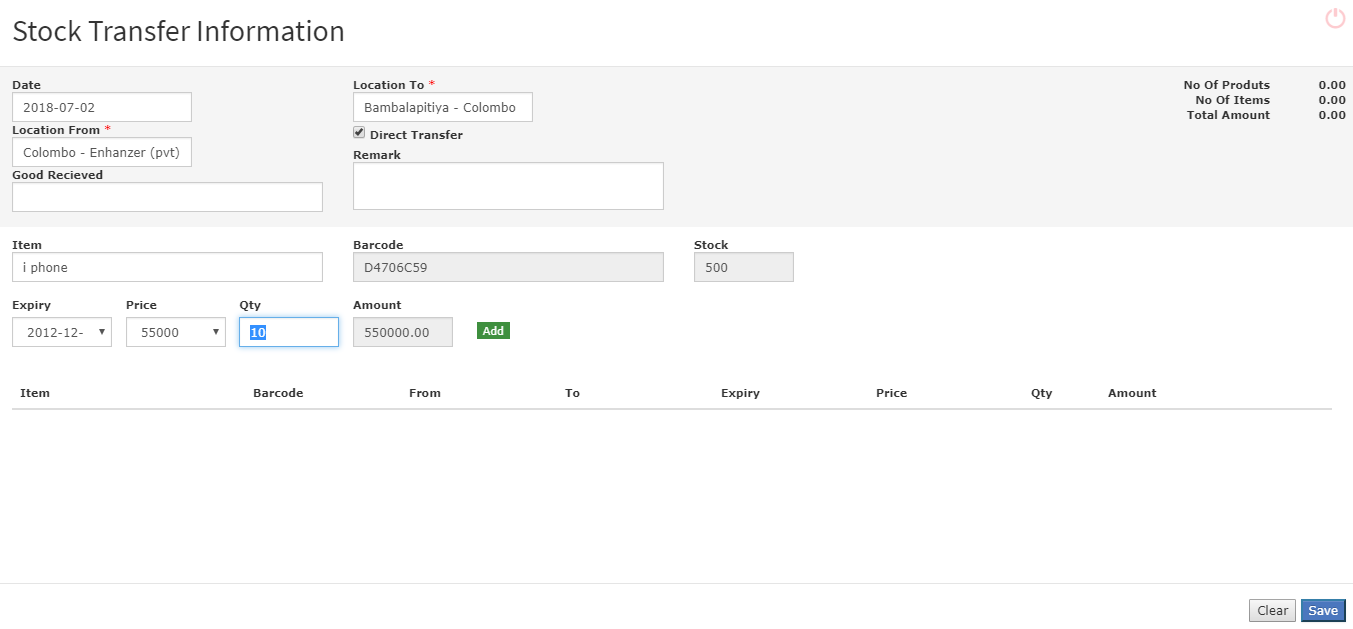 Stock Transfer Information
Date
2018-07-02
Location From *
Colombo - Enhanzer (pvt)
Good Recieved
Location To *
Bambalapitiya - Colombo
Direct Transfer
Remark
No Of Produts 0.00
No Of Items 0.00
Total Amount 0.00
Item Barcode Stock
i phone D4706C59 500
Expiry Price Qty Amount
2012-12- 55000 10 550000.00 Add
Item Barcode From To Expiry Price Qty Amount
Clear Save